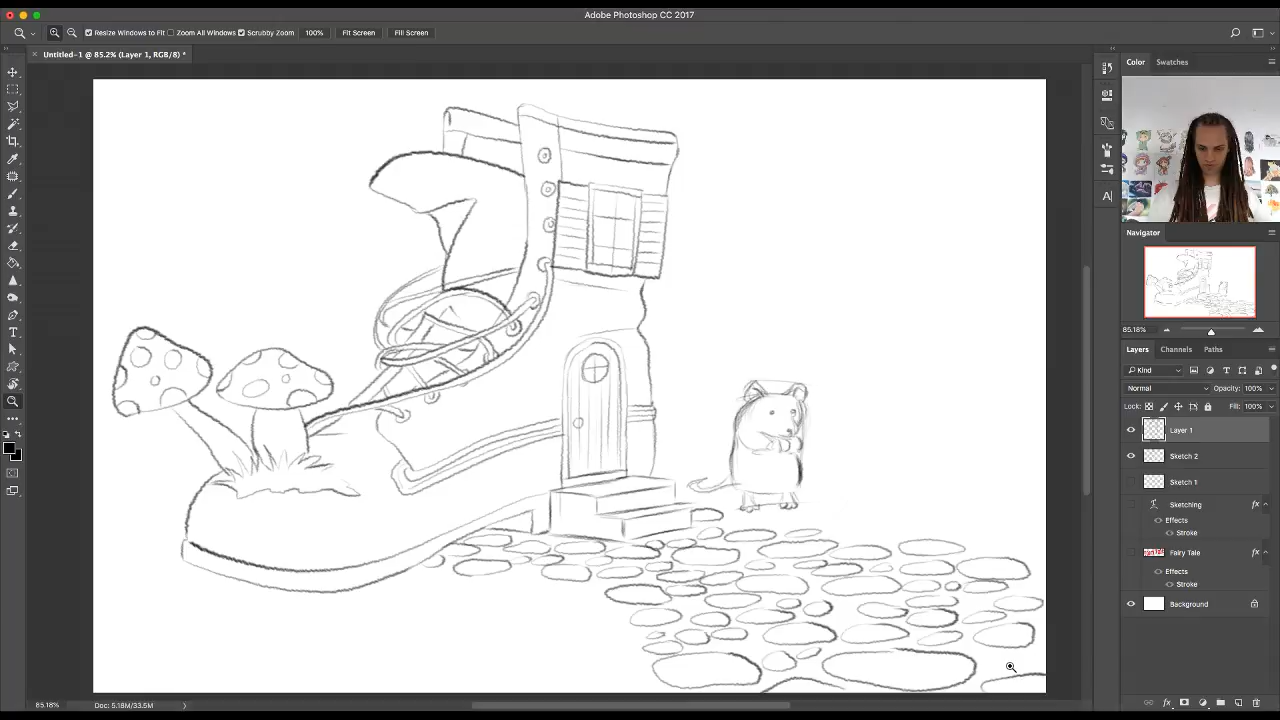 Adobe Photoshop CC 2017
Resize Windows to Fit Zoom All Windows Scrubby Zoom 100% Fit Screen Fill Screen
Untitled-1 @ 85.2% (Layer 1, RGB/8) *
Color Swatches
Navigator
85.18%
Layers Channels Paths
Kind
Normal Opacity: 100%
Lock: Fill: 100%
Layer 1
Sketch 2
Sketch 1
Sketching fx
Effects
Stroke
Fairy Tale fx
Effects
Stroke
Background
85.18% Doc: 5.18M/33.5M